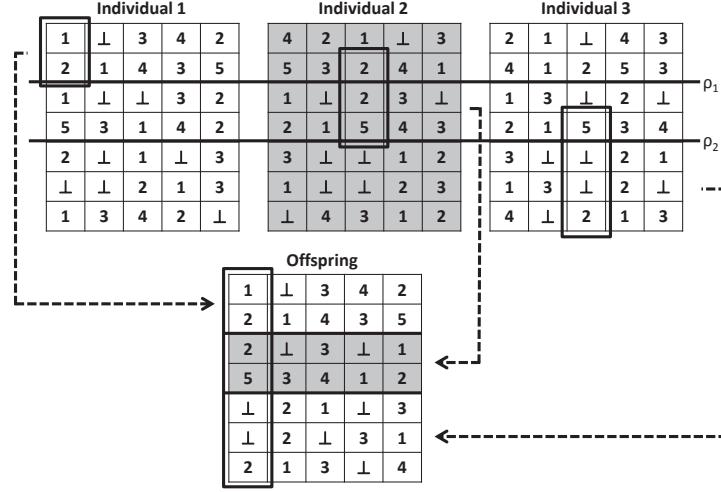 Individual 1 Individual 2 Individual 3
1 ⊥ 3 4 2 4 2 1 ⊥ 3 2 1 ⊥ 4 3
2 1 4 3 5 5 3 2 4 1 4 1 2 5 3
ρ1
1 ⊥ ⊥ 3 2 1 ⊥ 2 3 ⊥ 1 3 ⊥ 2 ⊥
5 3 1 4 2 2 1 5 4 3 2 1 5 3 4
ρ2
2 ⊥ 1 ⊥ 3 3 ⊥ ⊥ 1 2 3 ⊥ ⊥ 2 1
⊥ ⊥ 2 1 3 1 ⊥ ⊥ 2 3 1 3 ⊥ 2 ⊥
1 3 4 2 ⊥ ⊥ 4 3 1 2 4 ⊥ 2 1 3
Offspring
1 ⊥ 3 4 2
2 1 4 3 5
2 ⊥ 3 ⊥ 1
5 3 4 1 2
⊥ 2 1 ⊥ 3
⊥ 2 ⊥ 3 1
2 1 3 ⊥ 4